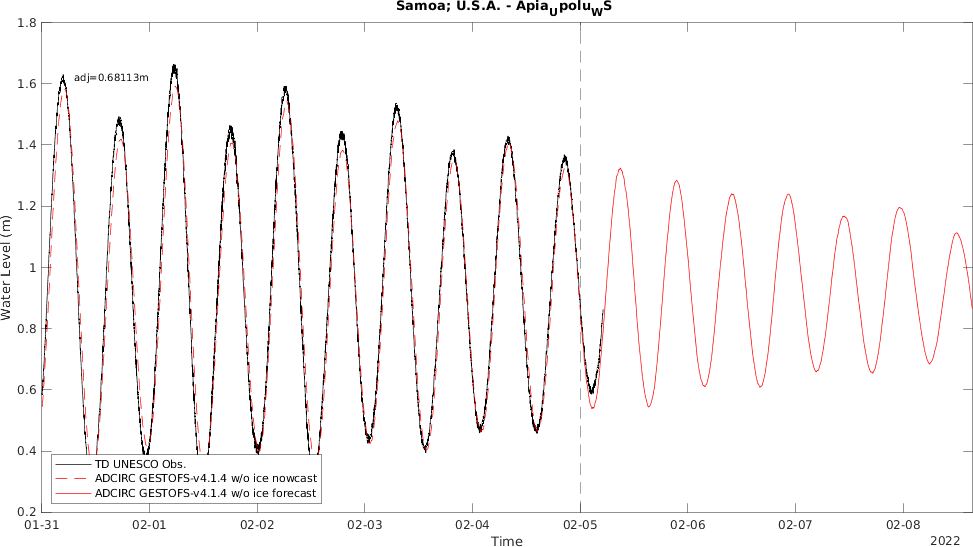 Samoa; U.S.A. - ApiaUpoluWS
1.8
1.6
1.4
1.2
1
0.8
0.6
0.4
0.2
Water Level (m)
adj=0.68113m
TD UNESCO Obs.
ADCIRC GESTOFS-v4.1.4 w/o ice nowcast
ADCIRC GESTOFS-v4.1.4 w/o ice forecast
01-31 02-01 02-02 02-03 02-04 02-05 02-06 02-07 02-08
Time
2022